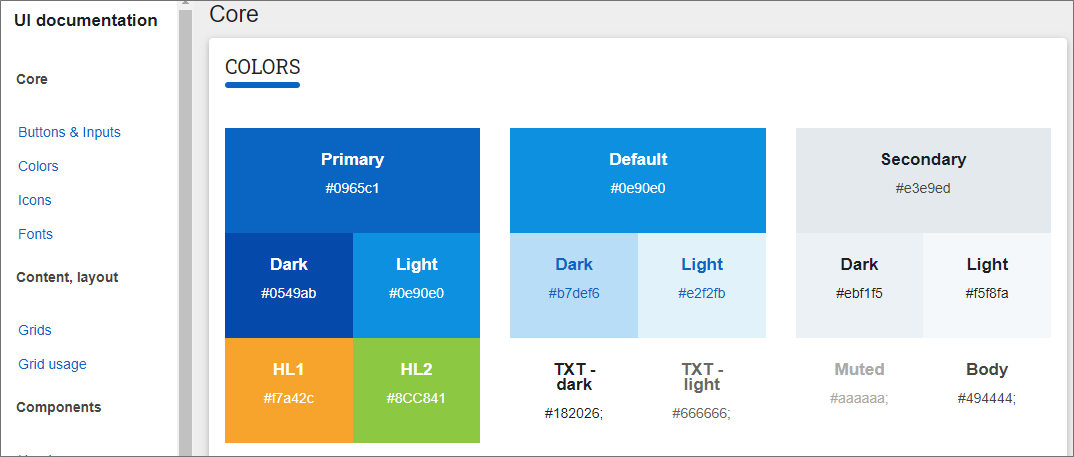 UI documentation
Core
Buttons & Inputs
Colors
Icons
Fonts
Content, layout
Grids
Grid usage
Components
Core
COLORS
Primary
#0965c1
Dark
#0549ab
Light
#0e90e0
HL1
#f7a42c
HL2
#8CC841
Default
#0e90e0
Dark
#b7def6
Light
#e2f2fb
TXT -
dark
#182026;
TXT -
light
#666666;
Secondary
#e3e9ed
Dark
#ebf1f5
Light
#f5f8fa
Muted
#aaaaaa;
Body
#494444;